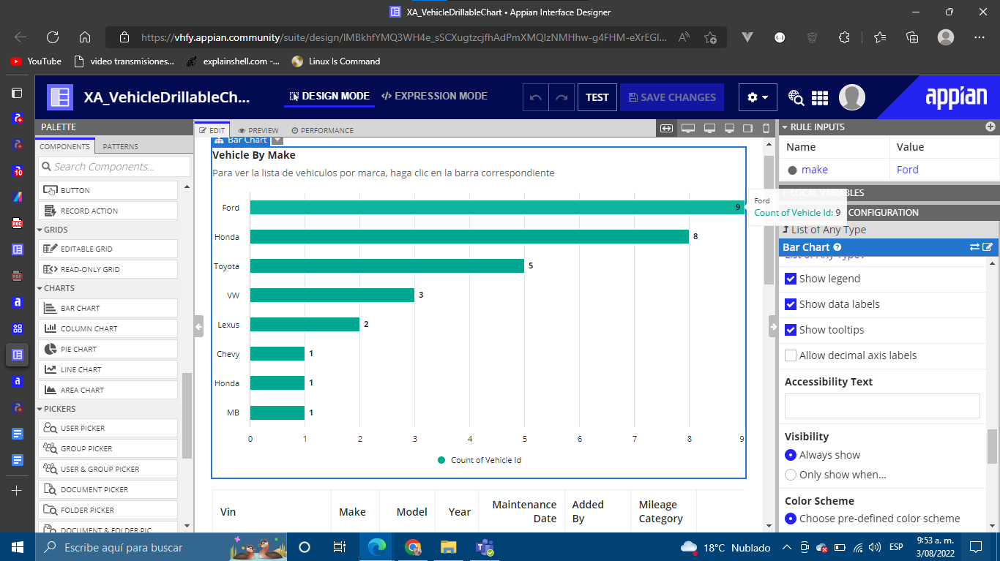 XA_VehicleDrillableChart • Appian Interface Designer
https://vhfy.appian.community/suite/design/
YouTube
video transmisiones...
explainshell.com -...
Linux Is Command
XA_VehicleDrillableCh...
DESIGN MODE
</> EXPRESSION MODE
TEST
SAVE CHANGES
appian
PALETTE
COMPONENTS
PATTERNS
Search Components...
BUTTON
RECORD ACTION
GRIDS
EDITABLE GRID
READ-ONLY GRID
CHARTS
BAR CHART
COLUMN CHART
PIE CHART
LINE CHART
AREA CHART
PICKERS
USER PICKER
GROUP PICKER
USER & GROUP PICKER
DOCUMENT PICKER
FOLDER PICKER
DOCUMENT & FOLDER PIC
EDIT
PREVIEW
PERFORMANCE
Bar Chart
Vehicle By Make
Para ver la lista de vehiculos por marca, haga clic en la barra correspondiente
Ford 9
Honda 8
Toyota 5
VW 3
Lexus 2
Chevy 1
Honda 1
MB 1
0 1 2 3 4 5 6 7 8 9
Count of Vehicle Id
Ford
Count of Vehicle Id: 9
Vin
Make
Model
Year
Maintenance Date
Added By
Mileage Category
RULE INPUTS
Name Value
make Ford
LOCAL VARIABLES
CONFIGURATION
List of Any Type
Bar Chart
List of Any Type
Show legend
Show data labels
Show tooltips
Allow decimal axis labels
Accessibility Text
Visibility
Always show
Only show when...
Color Scheme
Choose pre-defined color scheme
Escribe aquí para buscar
18°C Nublado
ESP
9:53 a. m.
3/08/2022